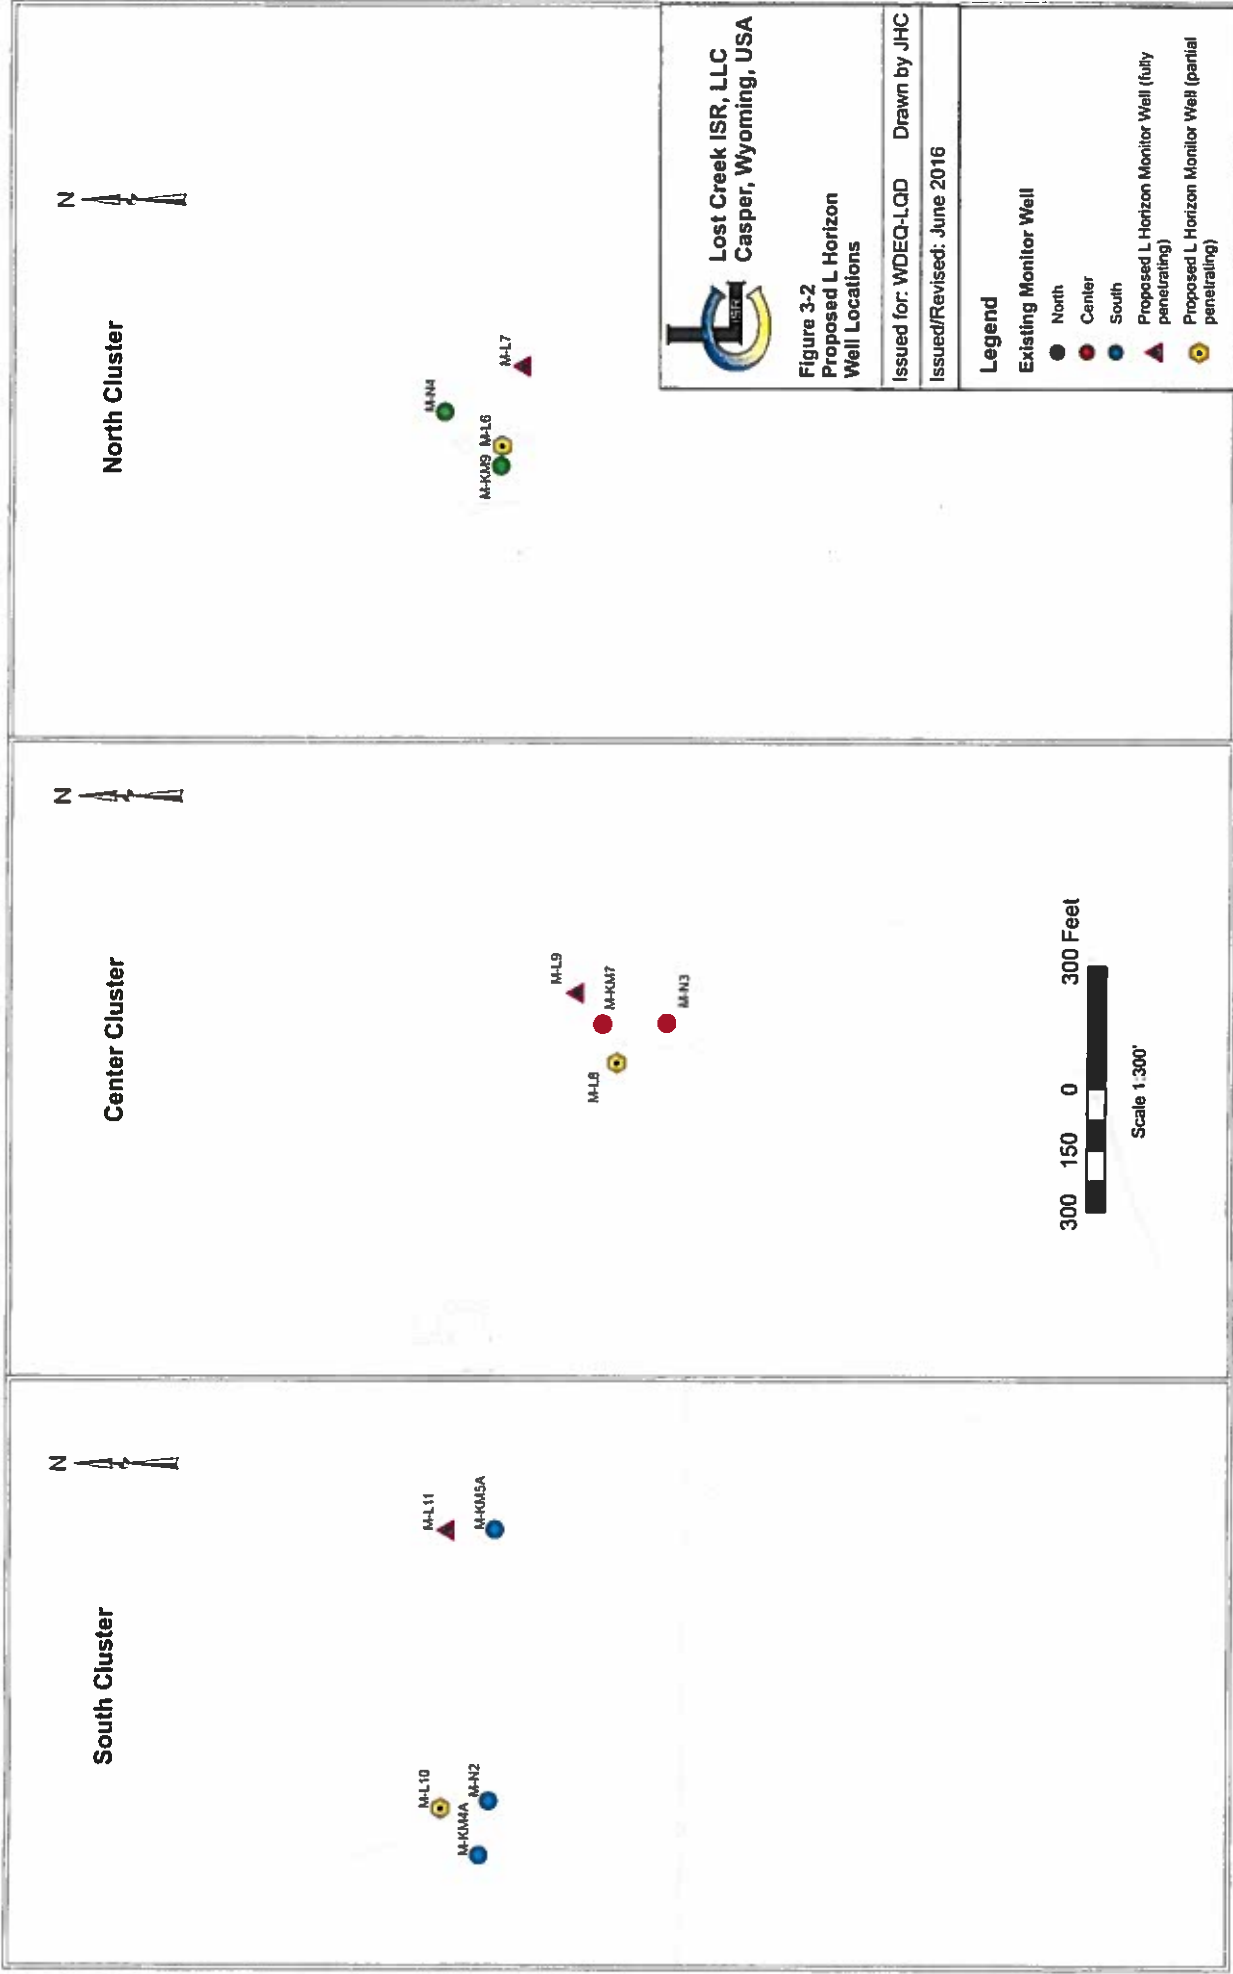 South Cluster
N
M-L10
M-KM4A
M-N2
M-L11
M-KM5A
Center Cluster
N
M-L9
M-KM7
M-L8
M-N3
300 150 0 300 Feet
Scale 1:300'
North Cluster
N
M-N4
M-KM9
M-L6
M-L7
LC
ISR
Lost Creek ISR, LLC
Casper, Wyoming, USA
Figure 3-2
Proposed L Horizon
Well Locations
Issued for: WDEQ-LQD Drawn by JHC
Issued/Revised: June 2016
Legend
Existing Monitor Well
North
Center
South
Proposed L Horizon Monitor Well (fully
penetrating)
Proposed L Horizon Monitor Well (partial
penetrating)